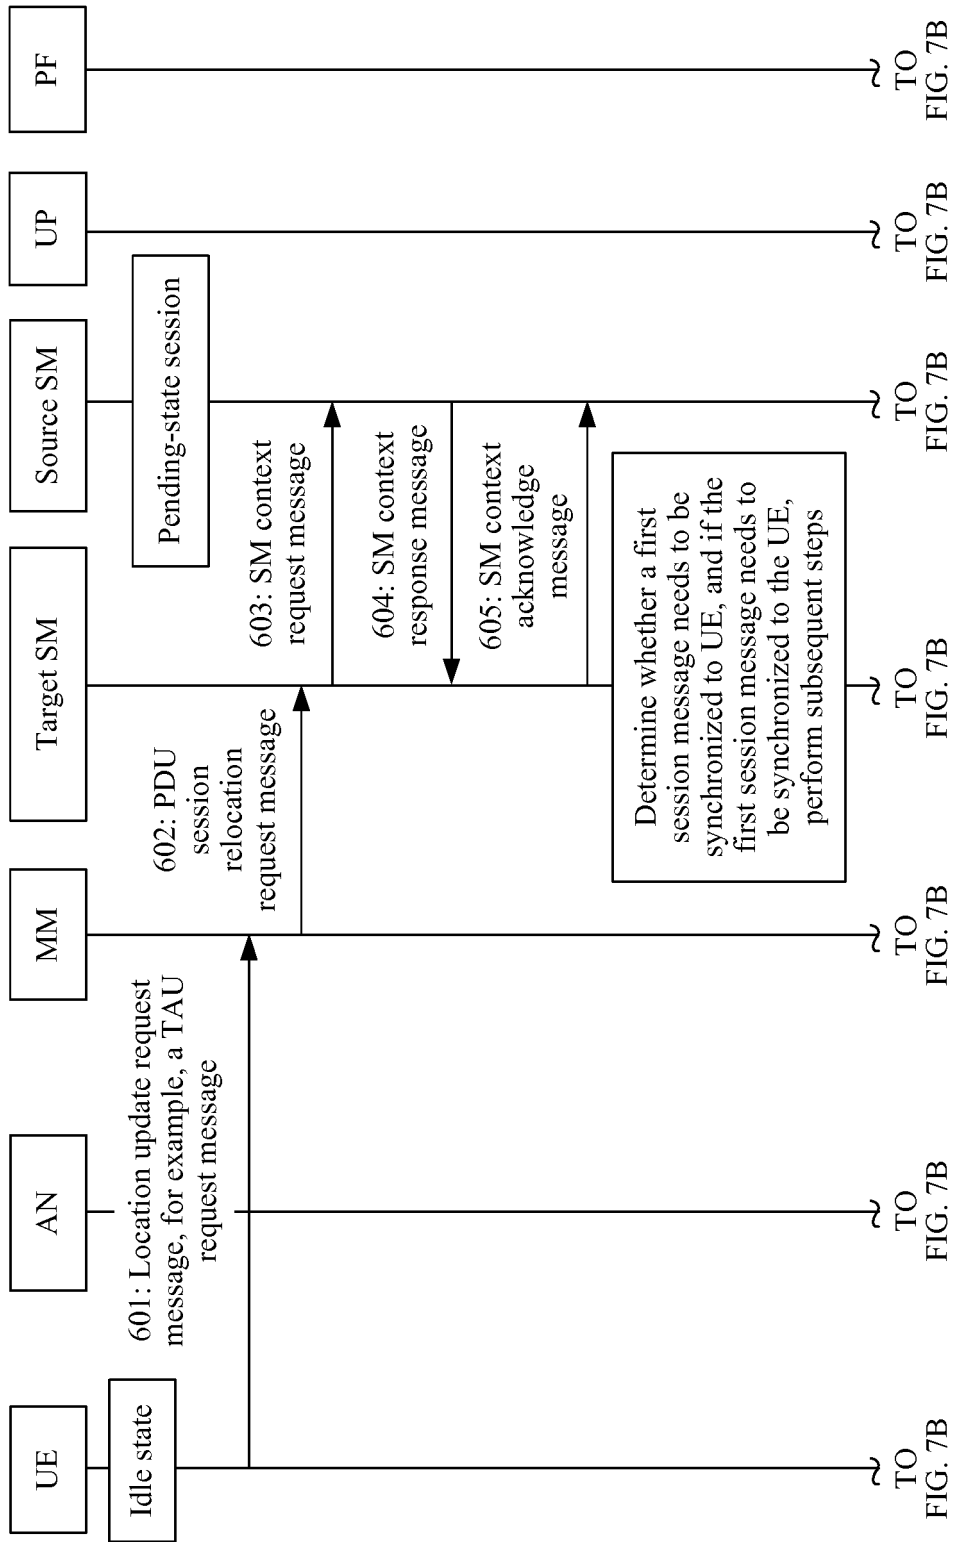 UE
AN
MM
Target SM
Source SM
UP
PF
Idle state
Pending-state session
601: Location update request
message, for example, a TAU
request message
602: PDU
session
relocation
request message
603: SM context
request message
604: SM context
response message
605: SM context
acknowledge
message
Determine whether a first
session message needs to be
synchronized to UE, and if the
first session message needs to
be synchronized to the UE,
perform subsequent steps
TO
FIG. 7B
TO
FIG. 7B
TO
FIG. 7B
TO
FIG. 7B
TO
FIG. 7B
TO
FIG. 7B
TO
FIG. 7B